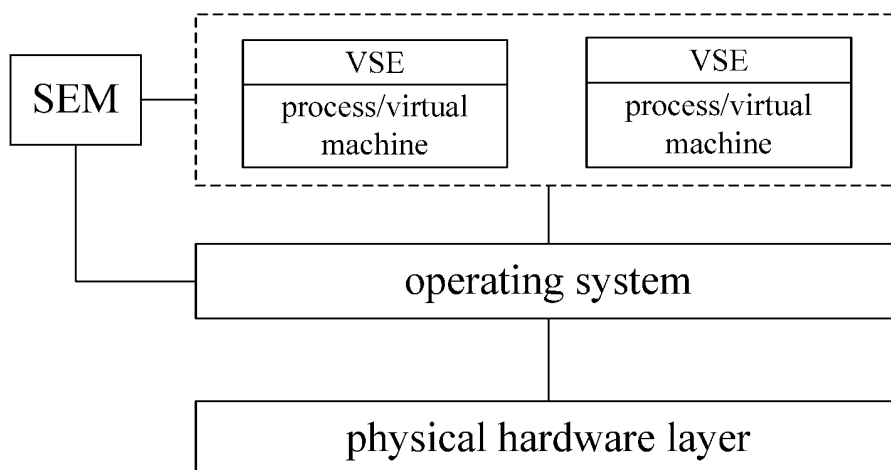 SEM
VSE
process/virtual
machine
VSE
process/virtual
machine
operating system
physical hardware layer